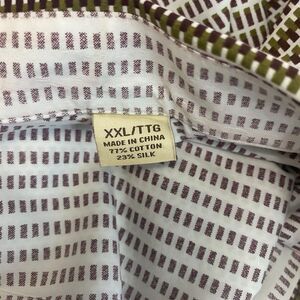 XXL/TTG
MADE IN CHINA
77% COTTON
23% SILK